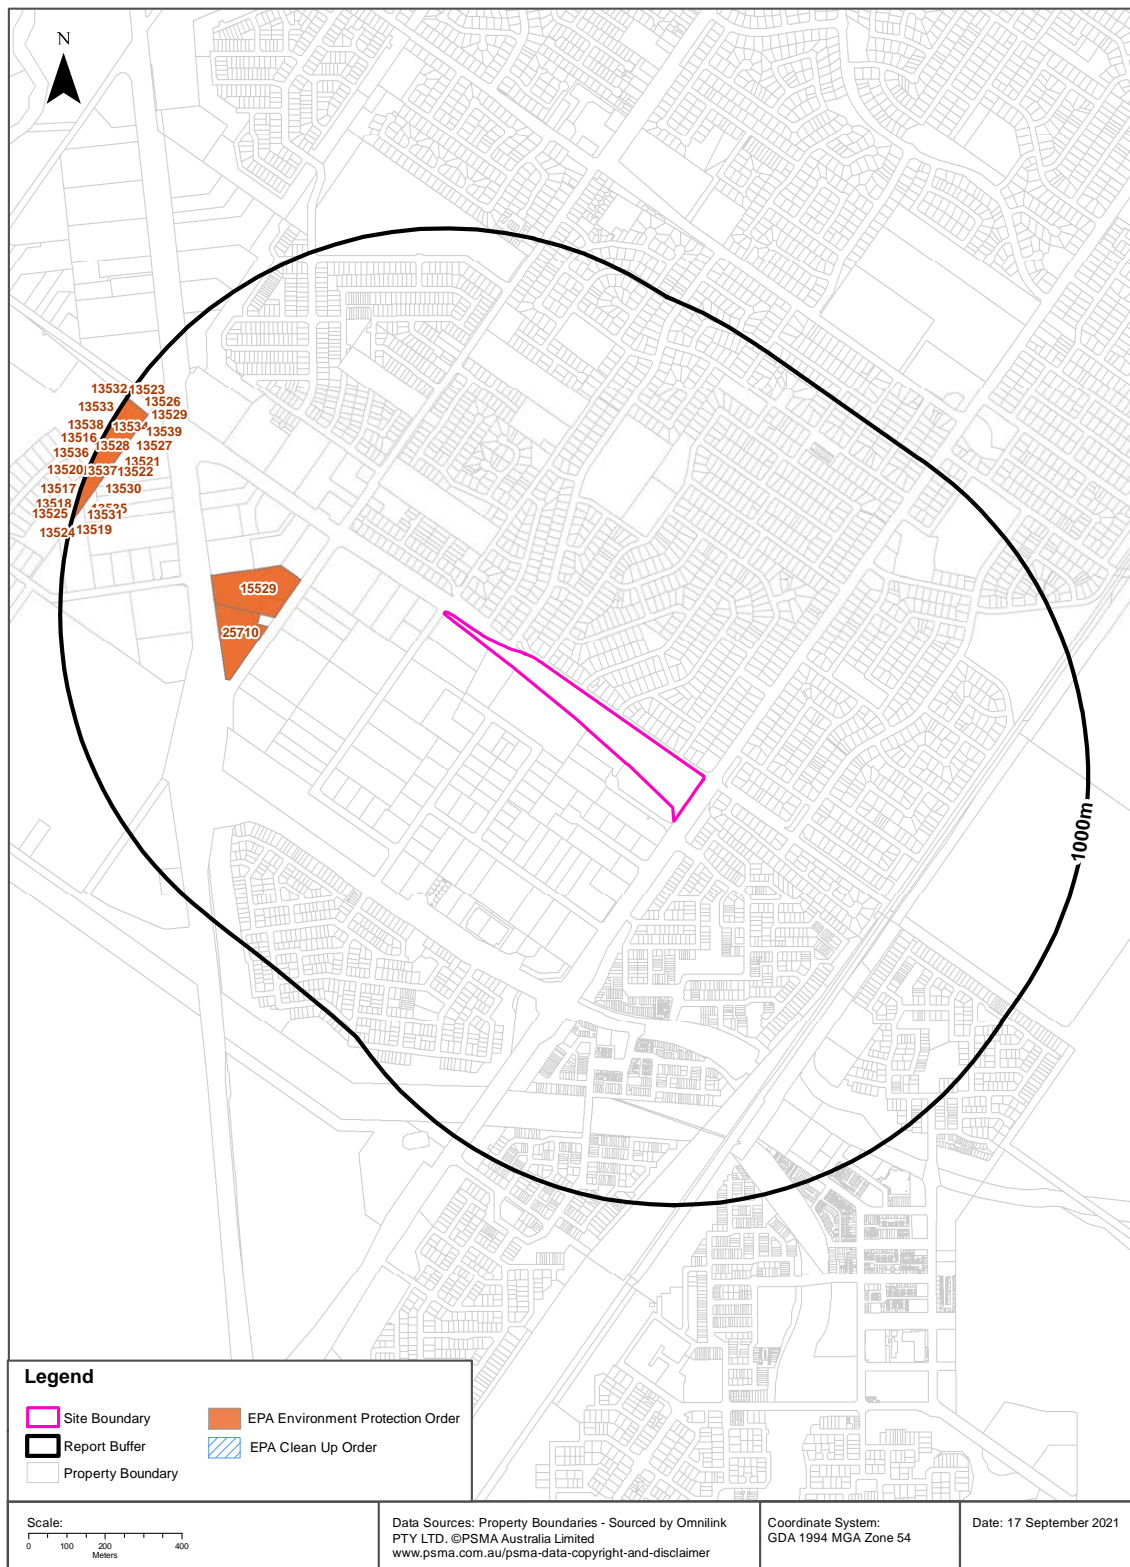 N
13532
13523
13526
13533
13529
13538
13534
13539
13516
13528
13527
13536
13521
13520
13537
13522
13517
13530
13518
13525
13531
13524
13519
15529
25710
1000m
Legend
Site Boundary
EPA Environment Protection Order
Report Buffer
EPA Clean Up Order
Property Boundary
Scale:
0 100 200 400
Meters
Data Sources: Property Boundaries - Sourced by Omnilink
PTY LTD. ©PSMA Australia Limited
www.psma.com.au/psma-data-copyright-and-disclaimer
Coordinate System:
GDA 1994 MGA Zone 54
Date: 17 September 2021